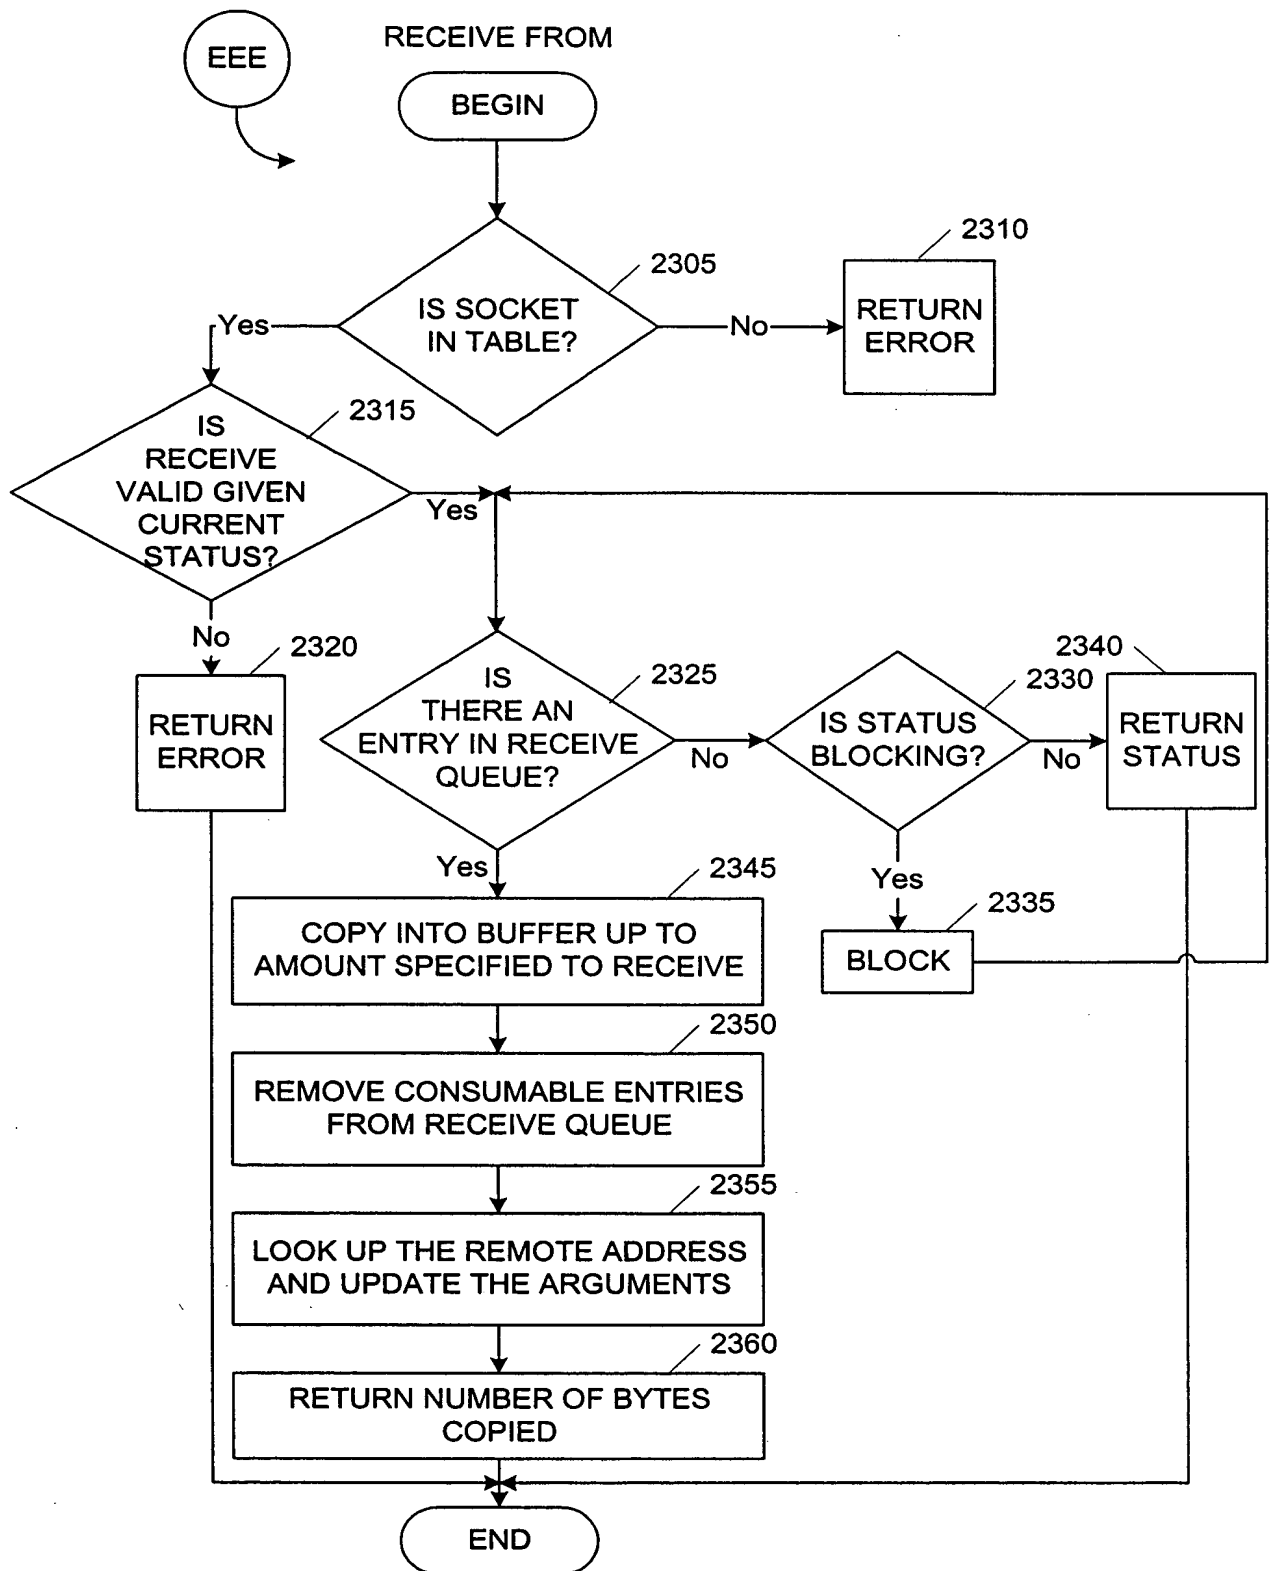 EEE
RECEIVE FROM
BEGIN
2305
IS SOCKET
IN TABLE?
Yes
No
2310
RETURN
ERROR
2315
IS
RECEIVE
VALID GIVEN
CURRENT
STATUS?
Yes
No
2320
RETURN
ERROR
2325
IS
THERE AN
ENTRY IN RECEIVE
QUEUE?
No
2330
IS STATUS
BLOCKING?
No
2340
RETURN
STATUS
Yes
2335
BLOCK
Yes
2345
COPY INTO BUFFER UP TO
AMOUNT SPECIFIED TO RECEIVE
2350
REMOVE CONSUMABLE ENTRIES
FROM RECEIVE QUEUE
2355
LOOK UP THE REMOTE ADDRESS
AND UPDATE THE ARGUMENTS
2360
RETURN NUMBER OF BYTES
COPIED
END